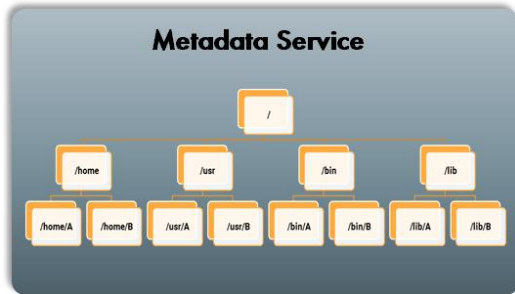 Metadata Service
/
/home
/usr
/bin
/lib
/home/A
/home/B
/usr/A
/usr/B
/bin/A
/bin/B
/lib/A
/lib/B